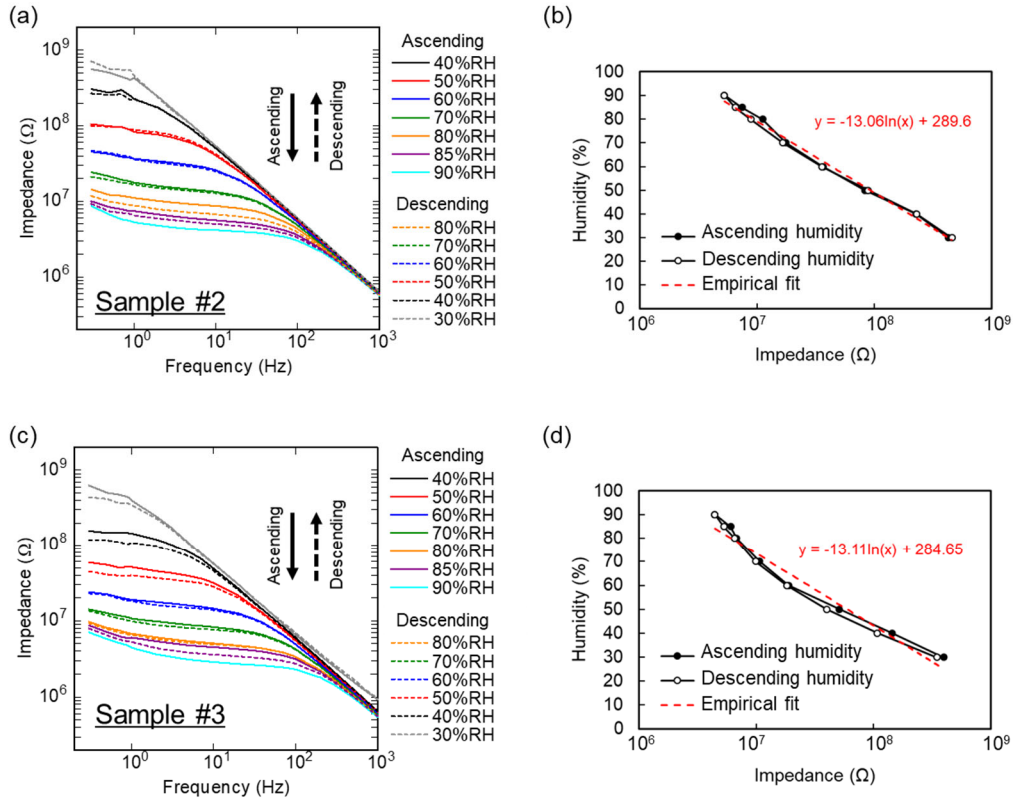 (a)
Impedance (Ω)
10⁹
10⁸
10⁷
10⁶
10⁰
10¹
10²
10³
Frequency (Hz)
Ascending
Descending
Sample #2
Ascending
40%RH
50%RH
60%RH
70%RH
80%RH
85%RH
90%RH
Descending
80%RH
70%RH
60%RH
50%RH
40%RH
30%RH
(b)
Humidity (%)
100
90
80
70
60
50
40
30
20
10
0
y = -13.06ln(x) + 289.6
Ascending humidity
Descending humidity
Empirical fit
10⁶
10⁷
10⁸
10⁹
Impedance (Ω)
(c)
Impedance (Ω)
10⁹
10⁸
10⁷
10⁶
10⁰
10¹
10²
10³
Frequency (Hz)
Ascending
Descending
Sample #3
Ascending
40%RH
50%RH
60%RH
70%RH
80%RH
85%RH
90%RH
Descending
80%RH
70%RH
60%RH
50%RH
40%RH
30%RH
(d)
Humidity (%)
100
90
80
70
60
50
40
30
20
10
0
y = -13.11ln(x) + 284.65
Ascending humidity
Descending humidity
Empirical fit
10⁶
10⁷
10⁸
10⁹
Impedance (Ω)